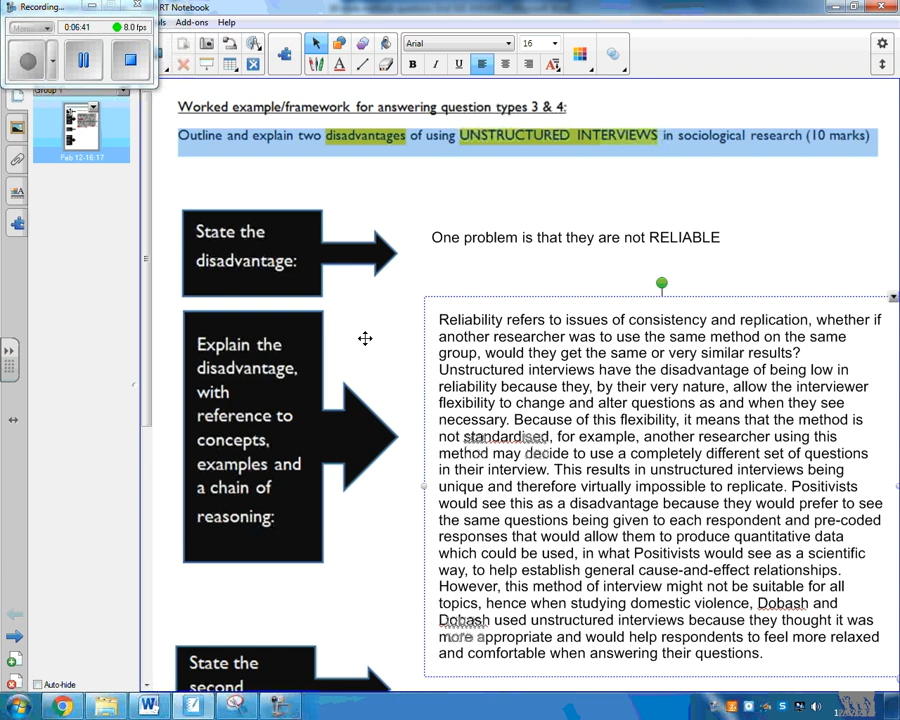 Recording...
RT Notebook
Menu
0:06:41
8.0 fps
ls Add-ons Help
Arial
16
B I U
Group 1
Feb 12-16:17
Worked example/framework for answering question types 3 & 4:
Outline and explain two disadvantages of using UNSTRUCTURED INTERVIEWS in sociological research (10 marks)
State the
disadvantage:
One problem is that they are not RELIABLE
Explain the
disadvantage,
with
reference to
concepts,
examples and
a chain of
reasoning:
Reliability refers to issues of consistency and replication, whether if
another researcher was to use the same method on the same
group, would they get the same or very similar results?
Unstructured interviews have the disadvantage of being low in
reliability because they, by their very nature, allow the interviewer
flexibility to change and alter questions as and when they see
necessary. Because of this flexibility, it means that the method is
not standardised, for example, another researcher using this
method may decide to use a completely different set of questions
in their interview. This results in unstructured interviews being
unique and therefore virtually impossible to replicate. Positivists
would see this as a disadvantage because they would prefer to see
the same questions being given to each respondent and pre-coded
responses that would allow them to produce quantitative data
which could be used, in what Positivists would see as a scientific
way, to help establish general cause-and-effect relationships.
However, this method of interview might not be suitable for all
topics, hence when studying domestic violence, Dobash and
Dobash used unstructured interviews because they thought it was
more appropriate and would help respondents to feel more relaxed
and comfortable when answering their questions.
State the
second
Auto-hide